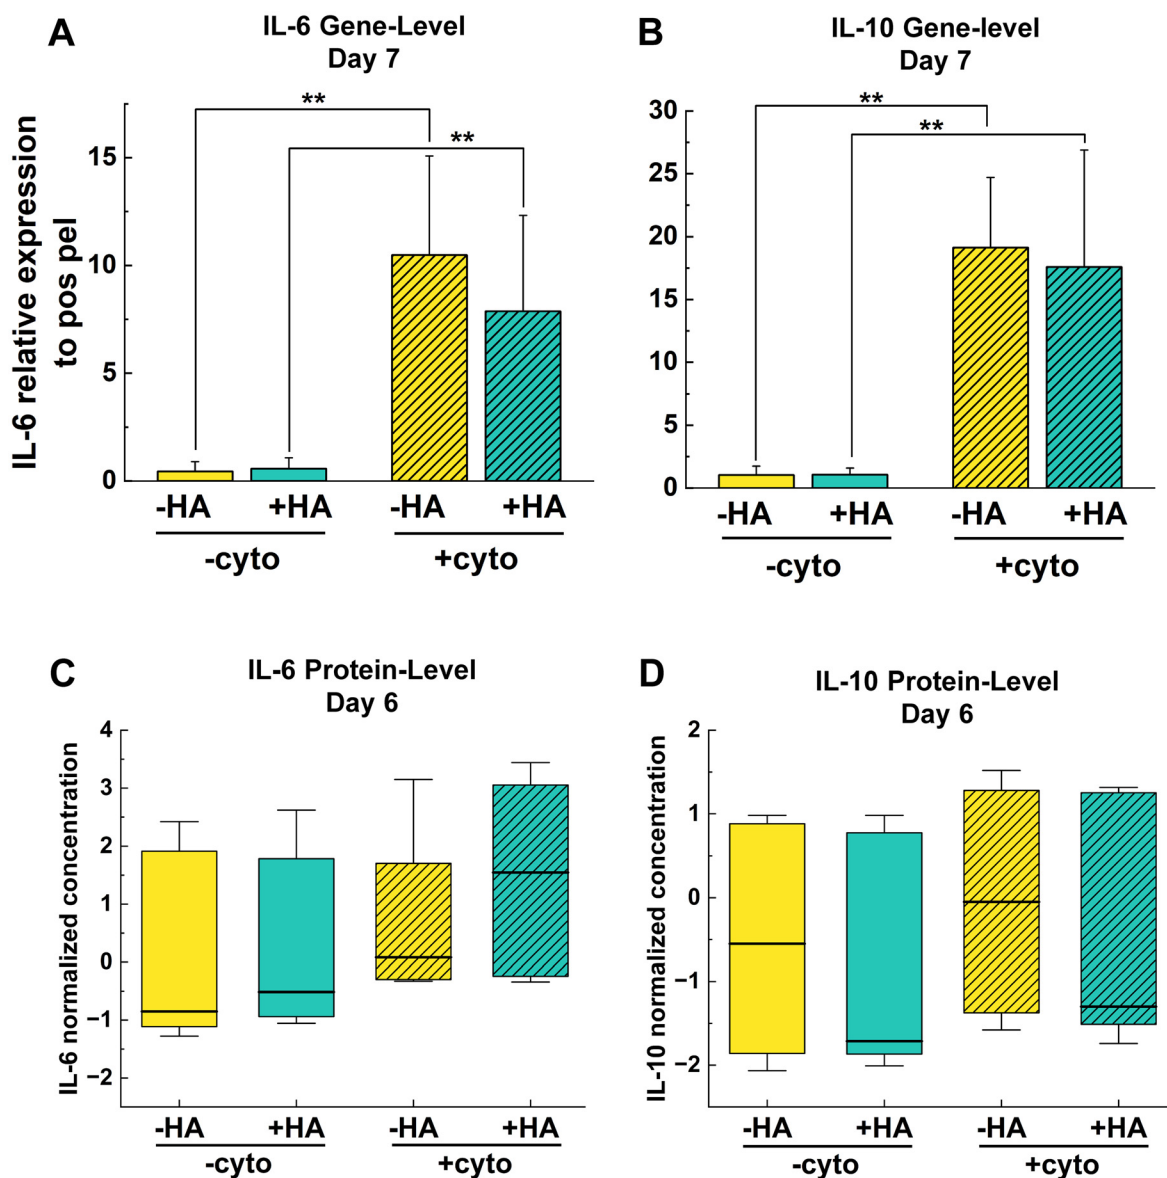 A
IL-6 Gene-Level
Day 7
IL-6 relative expression
to pos pel
15
10
5
0
**
**
-HA +HA -HA +HA
-cyto +cyto
B
IL-10 Gene-level
Day 7
30
25
20
15
10
5
0
**
**
-HA +HA -HA +HA
-cyto +cyto
C
IL-6 Protein-Level
Day 6
IL-6 normalized concentration
4
3
2
1
0
−1
−2
-HA +HA -HA +HA
-cyto +cyto
D
IL-10 Protein-Level
Day 6
IL-10 normalized concentration
2
1
0
−1
−2
-HA +HA -HA +HA
-cyto +cyto